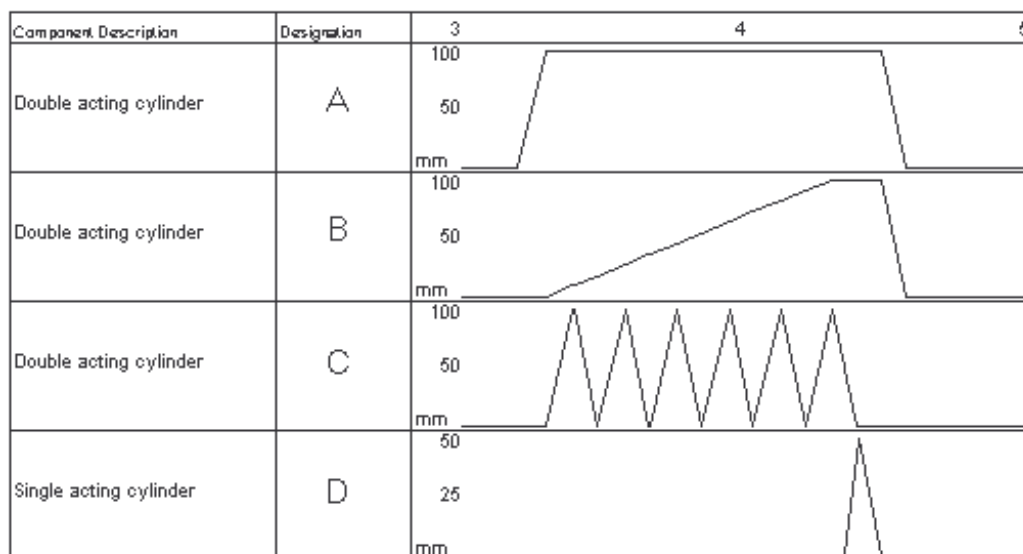 Component Description Designation 3 4 5
100
Double acting cylinder A 50
mm
100
Double acting cylinder B 50
mm
100
Double acting cylinder C 50
mm
50
Single acting cylinder D 25
mm